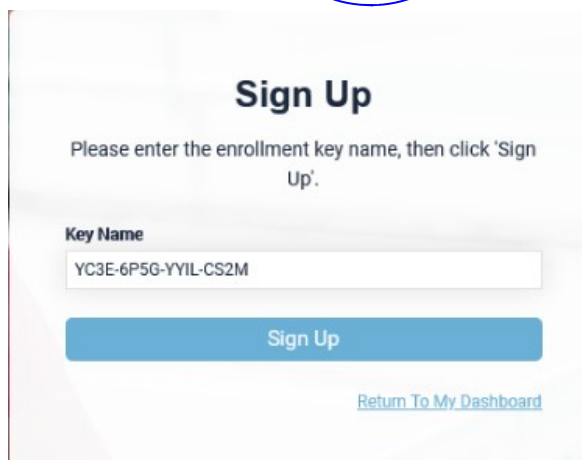 Sign Up
Please enter the enrollment key name, then click 'Sign
Up'.
Key Name
YC3E-6P5G-YYIL-CS2M
Sign Up
Return To My Dashboard